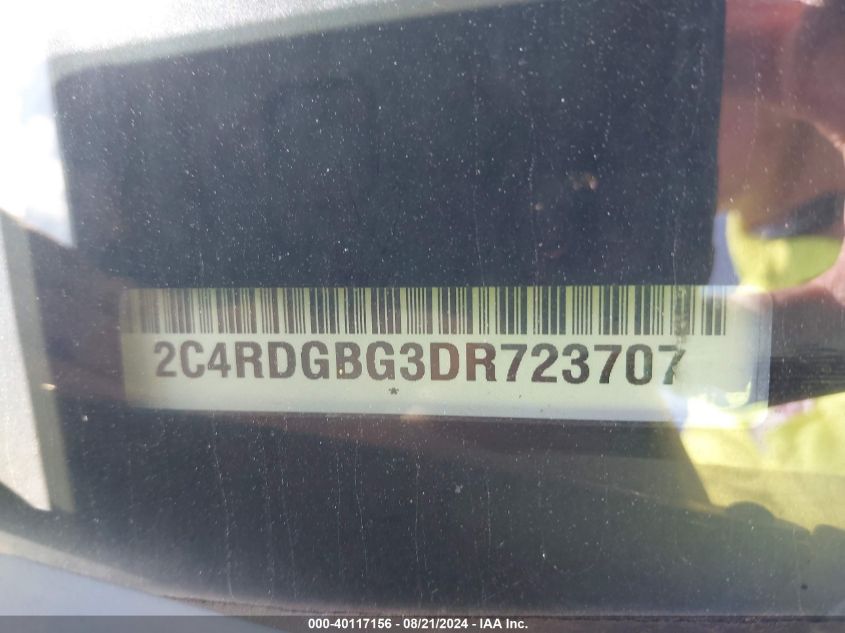 2C4RDGBG3DR723707
*
000-40117156 - 08/21/2024 - IAA Inc.